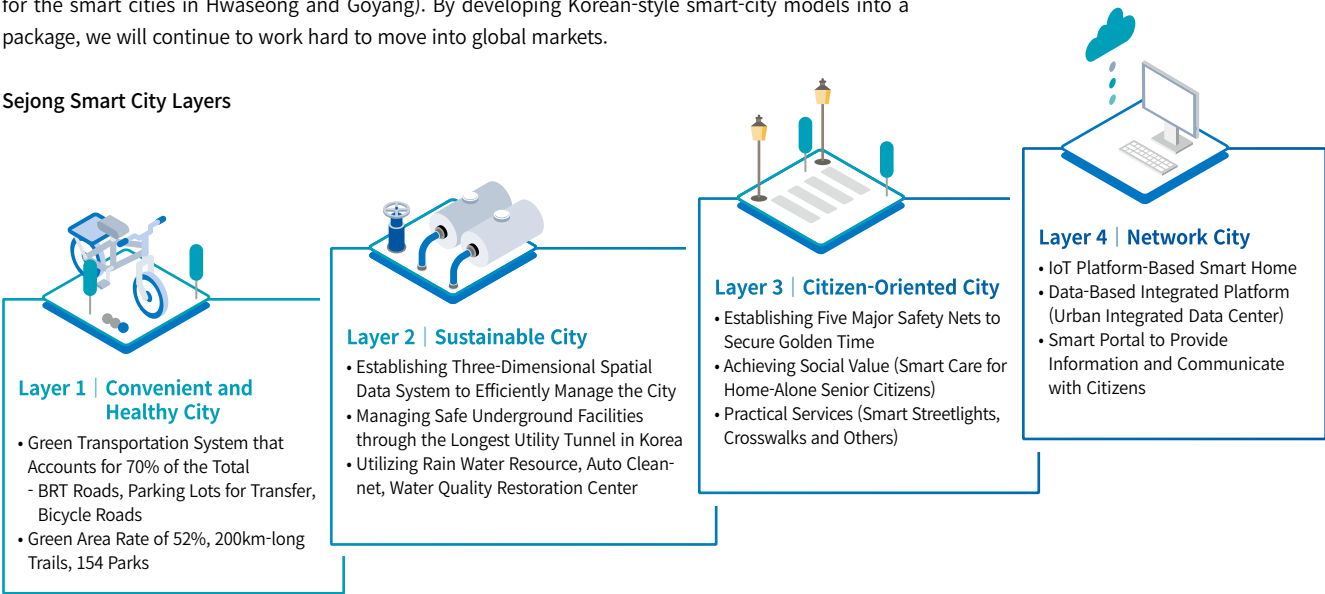 for the smart cities in Hwaseong and Goyang). By developing Korean-style smart-city models into a
package, we will continue to work hard to move into global markets.
Sejong Smart City Layers
Layer 1 | Convenient and
Healthy City
• Green Transportation System that
Accounts for 70% of the Total
- BRT Roads, Parking Lots for Transfer,
Bicycle Roads
• Green Area Rate of 52%, 200km-long
Trails, 154 Parks
Layer 2 | Sustainable City
• Establishing Three-Dimensional Spatial
Data System to Efficiently Manage the City
• Managing Safe Underground Facilities
through the Longest Utility Tunnel in Korea
• Utilizing Rain Water Resource, Auto Clean-
net, Water Quality Restoration Center
Layer 3 | Citizen-Oriented City
• Establishing Five Major Safety Nets to
Secure Golden Time
• Achieving Social Value (Smart Care for
Home-Alone Senior Citizens)
• Practical Services (Smart Streetlights,
Crosswalks and Others)
Layer 4 | Network City
• IoT Platform-Based Smart Home
• Data-Based Integrated Platform
(Urban Integrated Data Center)
• Smart Portal to Provide
Information and Communicate
with Citizens